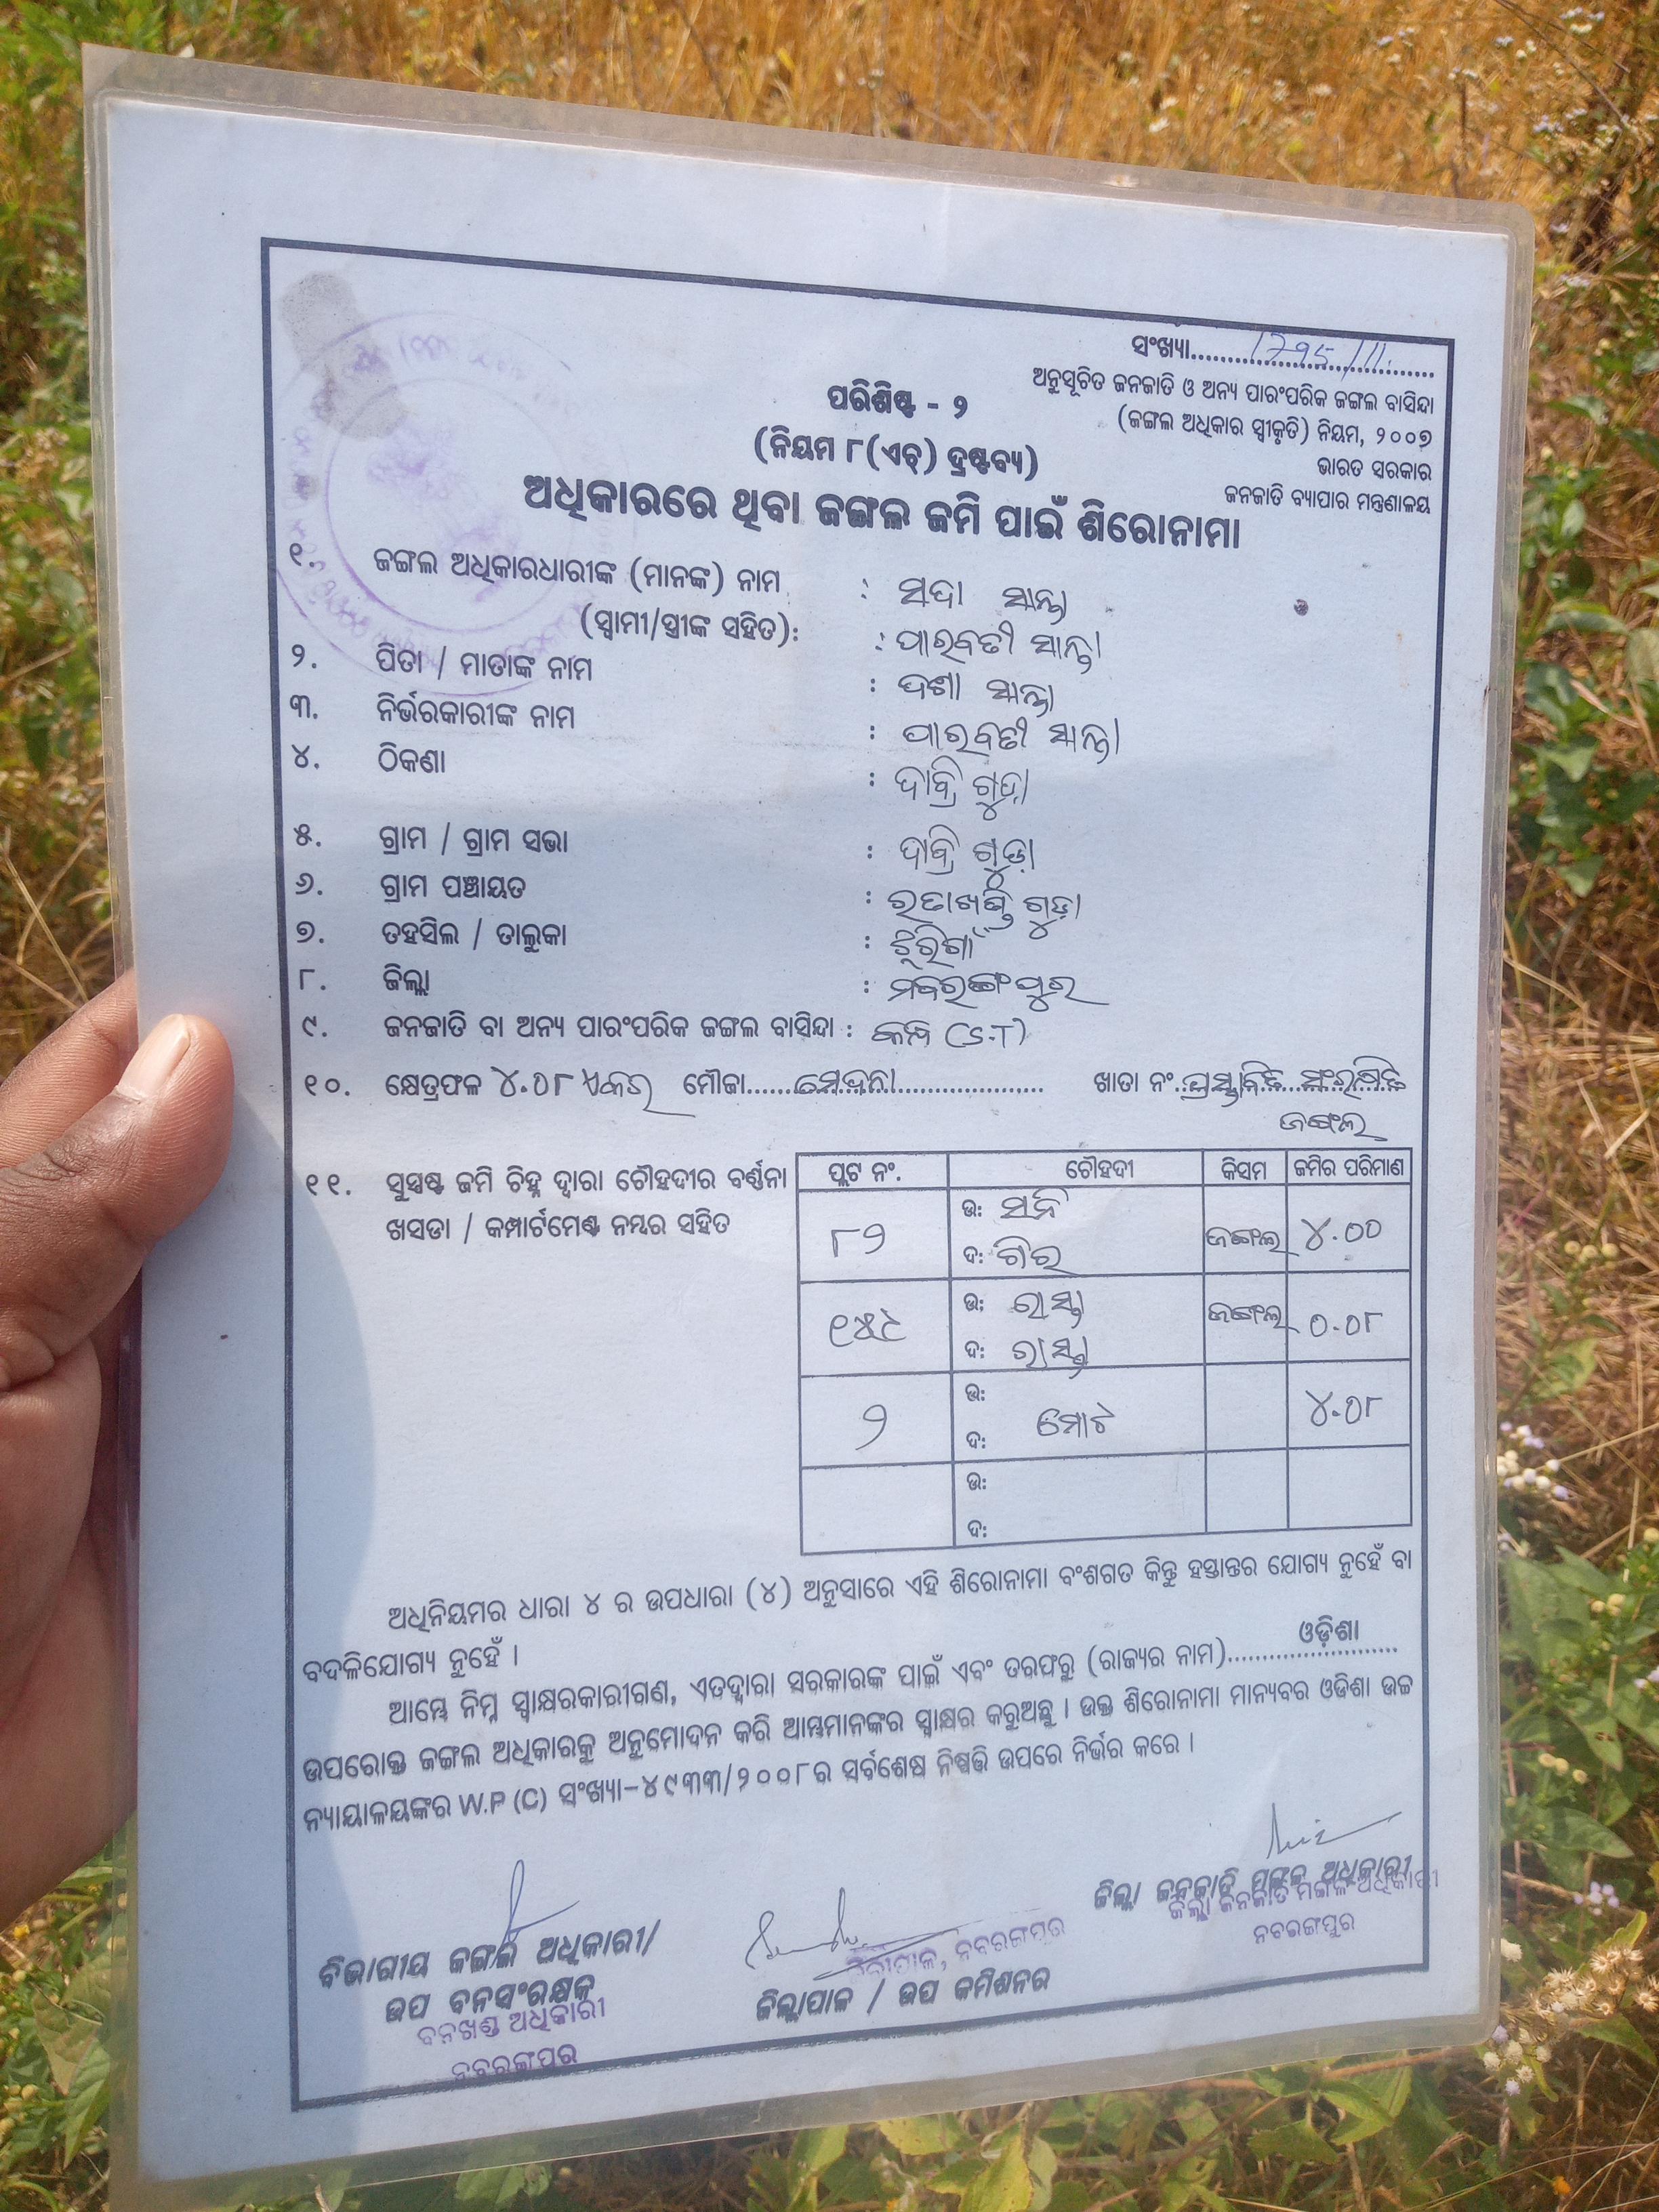 ସଂଖ୍ୟା........1795/11.
ଅନୁସୂଚିତ ଜନଜାତି ଓ ଅନ୍ୟ ପାରଂପରିକ ଜଙ୍ଗଲ ବାସିନ୍ଦା
(ଜଙ୍ଗଲ ଅଧିକାର ସ୍ୱୀକୃତି) ନିୟମ, ୨୦୦୭
ଭାରତ ସରକାର
ଜନଜାତି ବ୍ୟାପାର ମନ୍ତ୍ରଣାଳୟ
ପରିଶିଷ୍ଟ - ୨
(ନିୟମ ୮(ଏଚ୍) ଦ୍ରଷ୍ଟବ୍ୟ)
ଅଧିକାରରେ ଥିବା ଜଙ୍ଗଲ ଜମି ପାଇଁ ଶିରୋନାମା
୧. ଜଙ୍ଗଲ ଅଧିକାରଧାରୀଙ୍କ (ମାନଙ୍କ) ନାମ : ସଦା ସାନ୍ତା
(ସ୍ୱାମୀ/ସ୍ତ୍ରୀଙ୍କ ସହିତ): : ପାରବତୀ ସାନ୍ତା
୨. ପିତା / ମାତାଙ୍କ ନାମ : ଦଶା ସାନ୍ତା
୩. ନିର୍ଭରକାରୀଙ୍କ ନାମ : ପାରବତୀ ସାନ୍ତା
୪. ଠିକଣା : ଦାବ୍ରି ଗୁଡ଼ା
୫. ଗ୍ରାମ / ଗ୍ରାମ ସଭା : ଦାବ୍ରି ଗୁଡ଼ା
୬. ଗ୍ରାମ ପଞ୍ଚାୟତ : ରତାଖଣ୍ଡି ଗୁଡ଼ା
୭. ତହସିଲ / ତାଲୁକା : ଝରିଗାଁ
୮. ଜିଲ୍ଲା : ନବରଙ୍ଗପୁର
୯. ଜନଜାତି ବା ଅନ୍ୟ ପାରଂପରିକ ଜଙ୍ଗଲ ବାସିନ୍ଦା : (S.T)
୧୦. କ୍ଷେତ୍ରଫଳ ୪.୦୮ ଏକର ମୌଜା........ ଖାତା ନଂ. ପ୍ରସ୍ତାବିତ ସଂରକ୍ଷିତ
ଜଙ୍ଗଲ
୧୧. ସୁସ୍ପଷ୍ଟ ଜମି ଚିହ୍ନ ଦ୍ୱାରା ଚୌହଦୀର ବର୍ଣ୍ଣନା
ଖସଡା / କମ୍ପାର୍ଟମେଣ୍ଟ ନମ୍ବର ସହିତ
ପ୍ଲଟ ନଂ. ଚୌହଦୀ କିସମ ଜମିର ପରିମାଣ
ଉ: ସନି
୮୨ ଜଙ୍ଗଲ ୪.୦୦
ଦ: ଗିର
ଉ: ରାସ୍ତା
୧୫୯ ଜଙ୍ଗଲ ୦.୦୮
ଦ: ରାସ୍ତା
ଉ:
୨ ମୋଟ ୪.୦୮
ଦ:
ଉ:
ଦ:
ଅଧିନିୟମର ଧାରା ୪ ର ଉପଧାରା (୪) ଅନୁସାରେ ଏହି ଶିରୋନାମା ବଂଶଗତ କିନ୍ତୁ ହସ୍ତାନ୍ତର ଯୋଗ୍ୟ ନୁହେଁ ବା
ବଦଳିଯୋଗ୍ୟ ନୁହେଁ ।
ଆମ୍ଭେ ନିମ୍ନ ସ୍ୱାକ୍ଷରକାରୀଗଣ, ଏତଦ୍ୱାରା ସରକାରଙ୍କ ପାଇଁ ଏବଂ ତରଫରୁ (ରାଜ୍ୟର ନାମ)........ଓଡ଼ିଶା........
ଉପରୋକ୍ତ ଜଙ୍ଗଲ ଅଧିକାରକୁ ଅନୁମୋଦନ କରି ଆମ୍ଭମାନଙ୍କର ସ୍ୱାକ୍ଷର କରୁଅଛୁ । ଉକ୍ତ ଶିରୋନାମା ମାନ୍ୟବର ଓଡିଶା ଉଚ୍ଚ
ନ୍ୟାୟାଳୟଙ୍କର W.P (C) ସଂଖ୍ୟା-୪୯୩୩/୨୦୦୮ର ସର୍ବଶେଷ ନିଷ୍ପତ୍ତି ଉପରେ ନିର୍ଭର କରେ ।
ଜିଲ୍ଲା ଜନଜାତି ମଙ୍ଗଳ ଅଧିକାରୀ
ଜିଲ୍ଲା ଜନଜାତି ମଙ୍ଗଳ ଅଧିକାରୀ
ନବରଙ୍ଗପୁର
ଜିଲ୍ଲାପାଳ, ନବରଙ୍ଗପୁର
ଜିଲ୍ଲାପାଳ / ଉପ କମିଶନର
ବିଭାଗୀୟ ଜଙ୍ଗଲ ଅଧିକାରୀ/
ଉପ ବନସଂରକ୍ଷକ
ବନଖଣ୍ଡ ଅଧିକାରୀ
ନବରଙ୍ଗପୁର